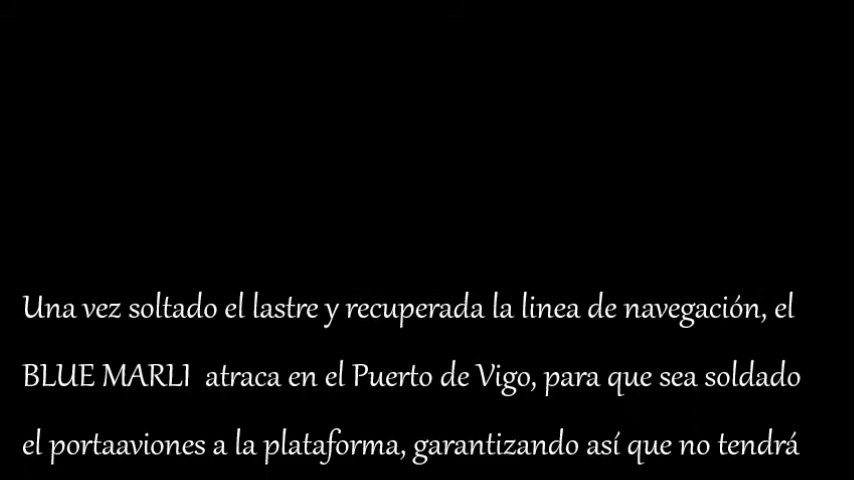 Una vez soltado el lastre y recuperada la linea de navegación, el
BLUE MARLI atraca en el Puerto de Vigo, para que sea soldado
el portaaviones a la plataforma, garantizando así que no tendrá